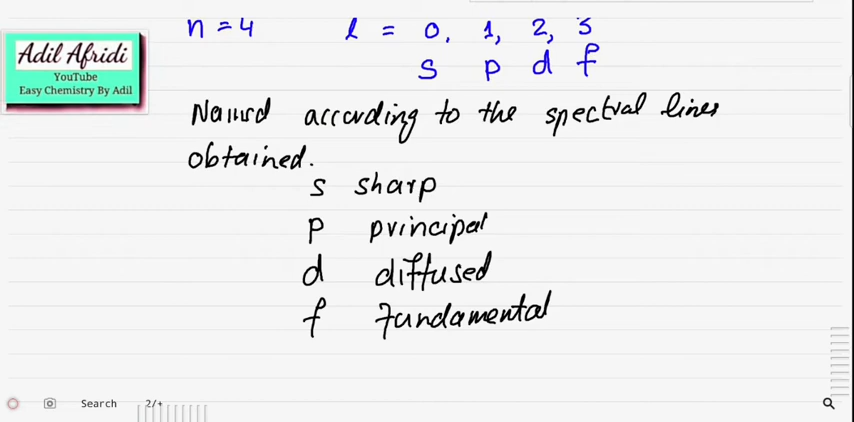 n = 4 l = 0, 1, 2, 3
s p d f
Adil Afridi
YouTube
Easy Chemistry By Adil
Named according to the spectral lines
obtained.
s sharp
p principal
d diffused
f fundamental
Search 2/+